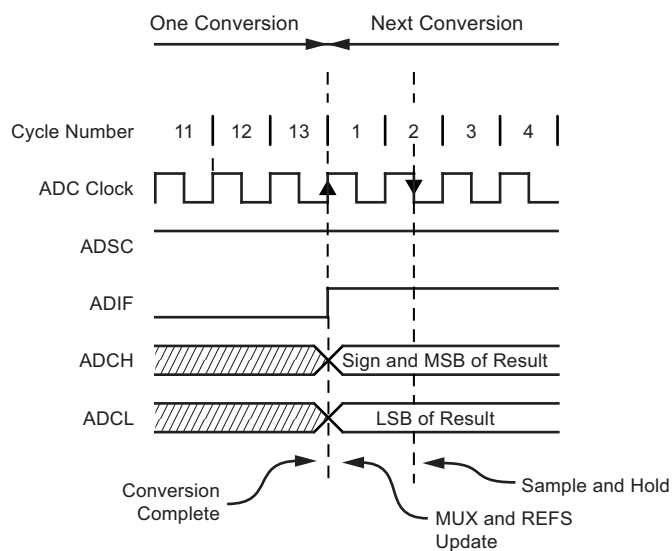 One Conversion Next Conversion
Cycle Number 11 12 13 1 2 3 4
ADC Clock
ADSC
ADIF
ADCH Sign and MSB of Result
ADCL LSB of Result
Conversion
Complete
MUX and REFS
Update
Sample and Hold